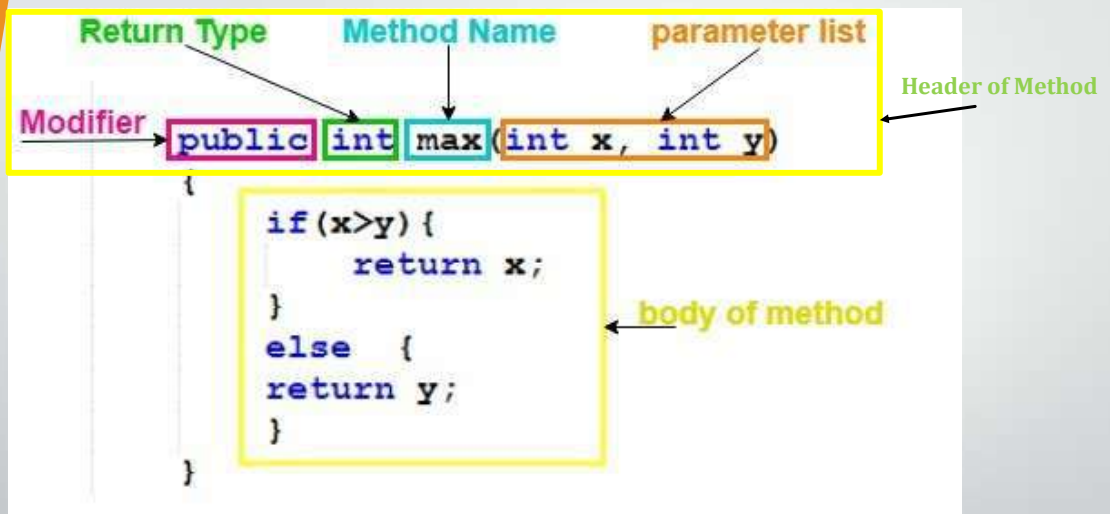 Return Type Method Name parameter list
Header of Method
Modifier
public int max(int x, int y)
{
if(x>y){
return x;
}
body of method
else {
return y;
}
}